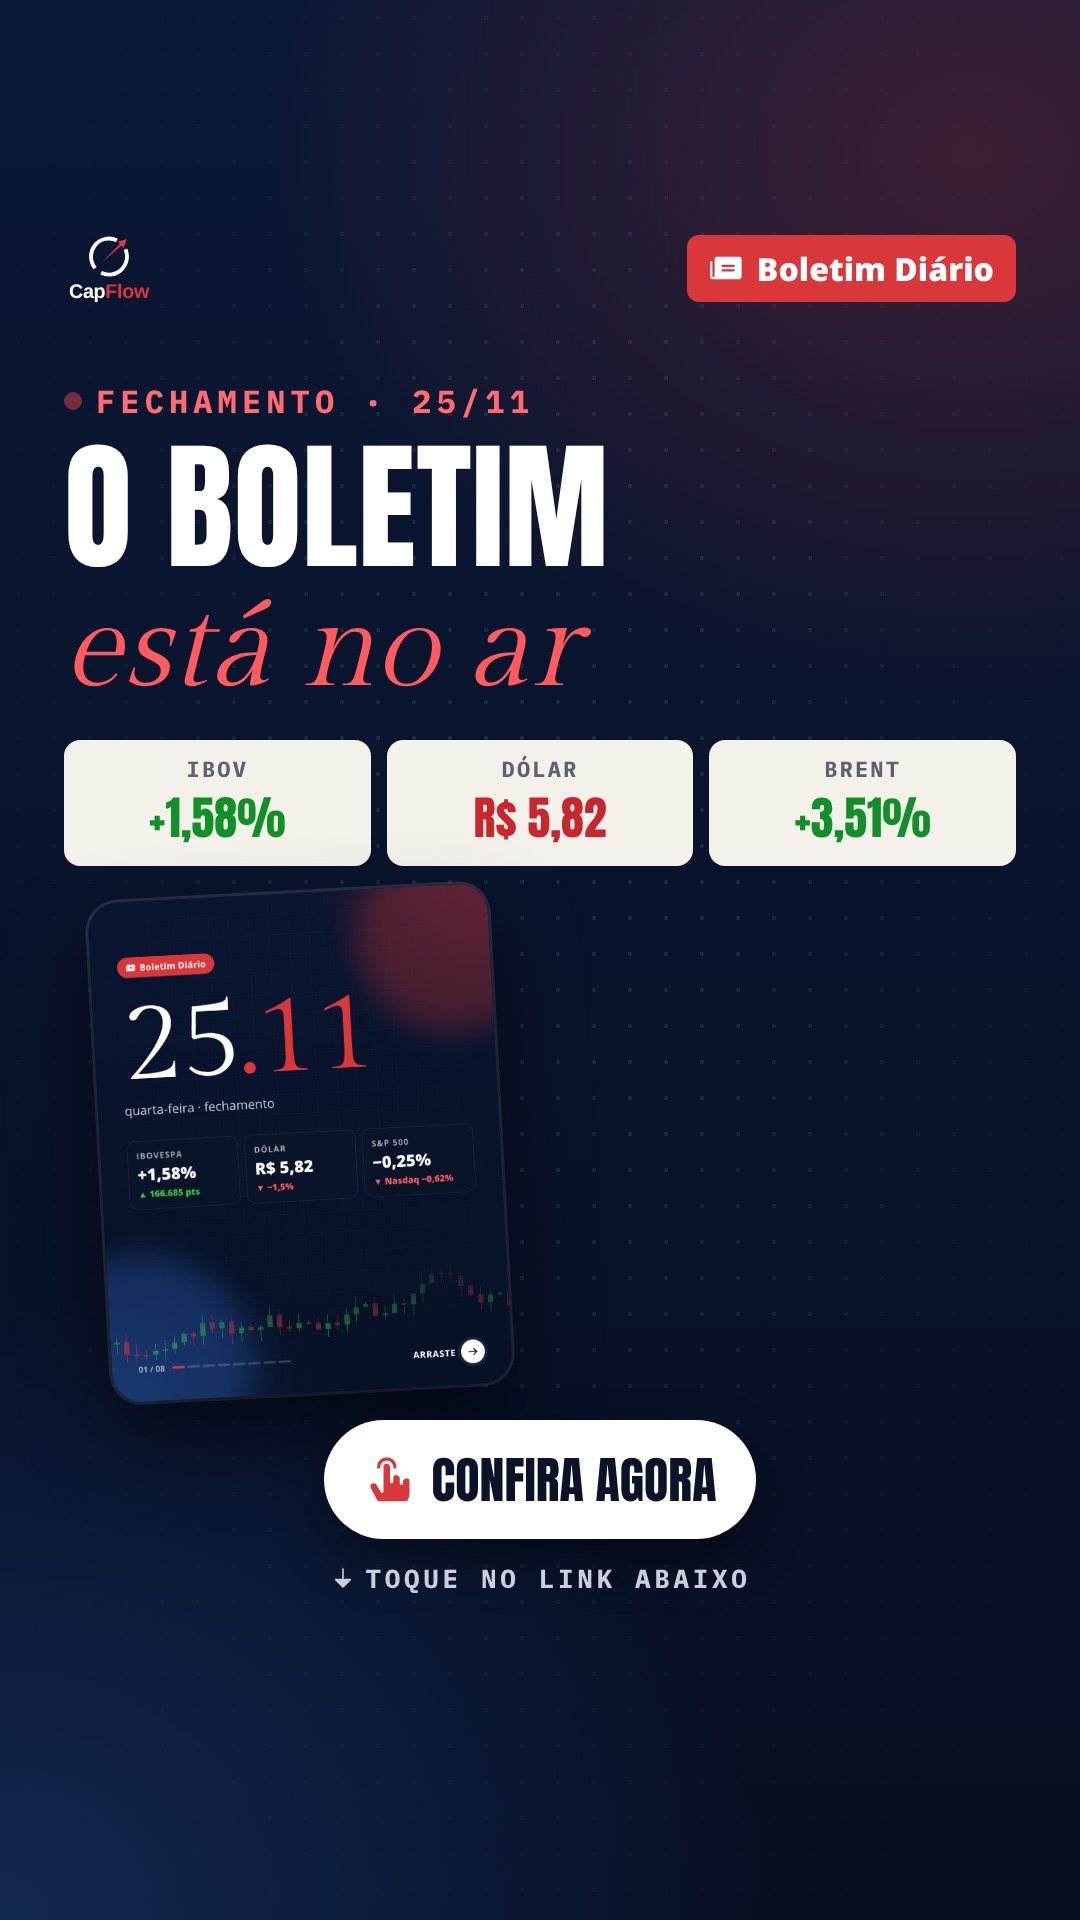 CapFlow
Boletim Diário
FECHAMENTO · 25/11
O BOLETIM
está no ar
IBOV
+1,58%
DÓLAR
R$ 5,82
BRENT
+3,51%
Boletim Diário
25.11
quarta-feira · fechamento
IBOVESPA
+1,58%
▲ 166.685 pts
DÓLAR
R$ 5,82
▼ −1,5%
S&P 500
−0,25%
▼ Nasdaq −0,62%
01 / 08
ARRASTE →
CONFIRA AGORA
↓ TOQUE NO LINK ABAIXO